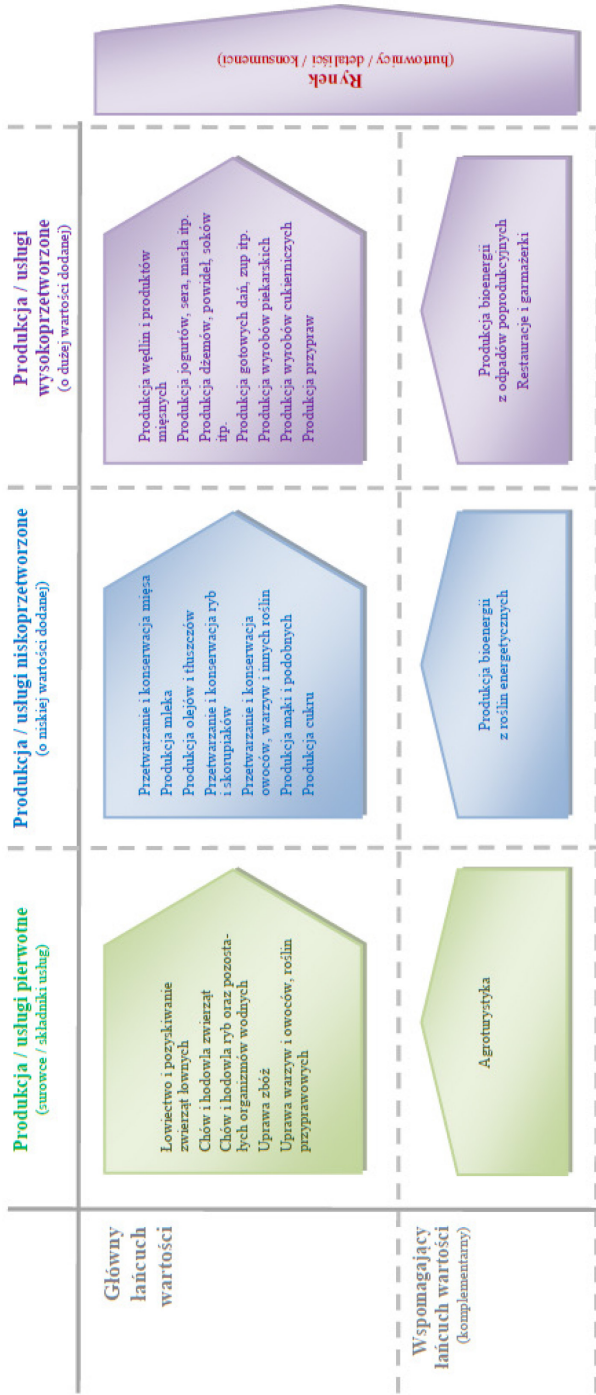 Produkcja / usługi pierwotne
(surowce / składniki usług)
Produkcja / usługi niskoprzetworzone
(o niskiej wartości dodanej)
Produkcja / usługi
wysokoprzetworzone
(o dużej wartości dodanej)
Główny
łańcuch
wartości
Łowiectwo i pozyskiwanie
zwierząt łownych
Chów i hodowla zwierząt
Chów i hodowla ryb oraz pozosta-
łych organizmów wodnych
Uprawa zbóż
Uprawa warzyw i owoców, roślin
przyprawowych
Przetwarzanie i konserwacja mięsa
Produkcja mleka
Produkcja olejów i tłuszczów
Przetwarzanie i konserwacja ryb
i skorupiaków
Przetwarzanie i konserwacja
owoców, warzyw i innych roślin
Produkcja mąki i podobnych
Produkcja cukru
Produkcja wędlin i produktów
mięsnych
Produkcja jogurtów, sera, masła itp.
Produkcja dżemów, powideł, soków
itp.
Produkcja gotowych dań, zup itp.
Produkcja wyrobów piekarskich
Produkcja wyrobów cukierniczych
Produkcja przypraw
Rynek
(hurtownicy / detaliści / konsumenci)
Wspomagający
łańcuch wartości
(komplementarny)
Agroturystyka
Produkcja bioenergii
z roślin energetycznych
Produkcja bioenergii
z odpadów poprodukcyjnych
Restauracje i garmażerki